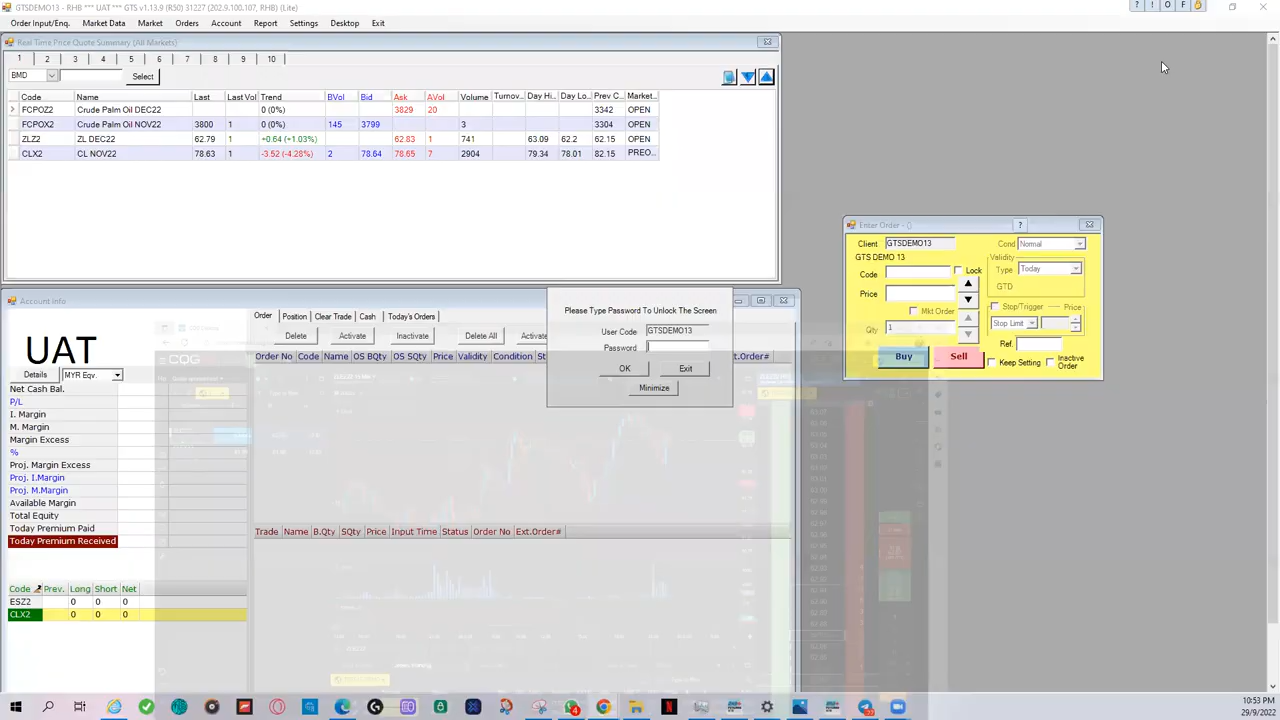 GTSDEMO13 - RHB *** UAT *** GTS v1.13.9 (R50) 31227 (202.9.100.107, RHB) (Lite)
Order Input/Enq. Market Data Market Orders Account Report Settings Desktop Exit
Real Time Price Quote Summary (All Markets)
1 2 3 4 5 6 7 8 9 10
BMD Select
Code Name Last Last Vol Trend BVol Bid Ask AVol Volume Turnov... Day Hi... Day Lo... Prev C... Market...
FCPOZ2 Crude Palm Oil DEC22 0 (0%) 3829 20 3342 OPEN
FCPOX2 Crude Palm Oil NOV22 3800 1 0 (0%) 145 3799 3 3304 OPEN
ZLZ2 ZL DEC22 62.79 1 +0.64 (+1.03%) 62.83 1 741 63.09 62.2 62.15 OPEN
CLX2 CL NOV22 78.63 1 -3.52 (-4.28%) 2 78.64 78.65 7 2904 79.34 78.01 82.15 PREO...
Enter Order - () ?
Client GTSDEMO13 Cond Normal
GTS DEMO 13 Validity
Code Lock Type Today
Price GTD
Mkt Order Stop/Trigger Price
Qty 1 Stop Limit
Ref.
Buy Sell Keep Setting Inactive Order
Account info
UAT
Details MYR Eqv.
Net Cash Bal.
P/L
I. Margin
M. Margin
Margin Excess
%
Proj. Margin Excess
Proj. I.Margin
Proj. M.Margin
Available Margin
Total Equity
Today Premium Paid
Today Premium Received
Code Prev. Long Short Net
ESZ2 0 0 0
CLX2 0 0 0
Order Position Clear Trade Cash Today's Orders
Delete Activate Inactivate Delete All Activate
Order No Code Name OS BQty OS SQty Price Validity Condition St Ext.Order#
Trade Name B.Qty SQty Price Input Time Status Order No Ext.Order#
Please Type Password To Unlock The Screen
User Code GTSDEMO13
Password
OK Exit
Minimize
CQG
10:53 PM
29/9/2022